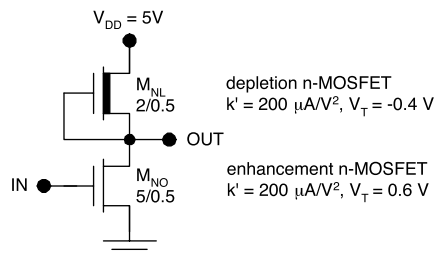 V_DD = 5V
M_NL
2/0.5
depletion n-MOSFET
k' = 200 μA/V², V_T = -0.4 V
OUT
M_NO
5/0.5
IN
enhancement n-MOSFET
k' = 200 μA/V², V_T = 0.6 V